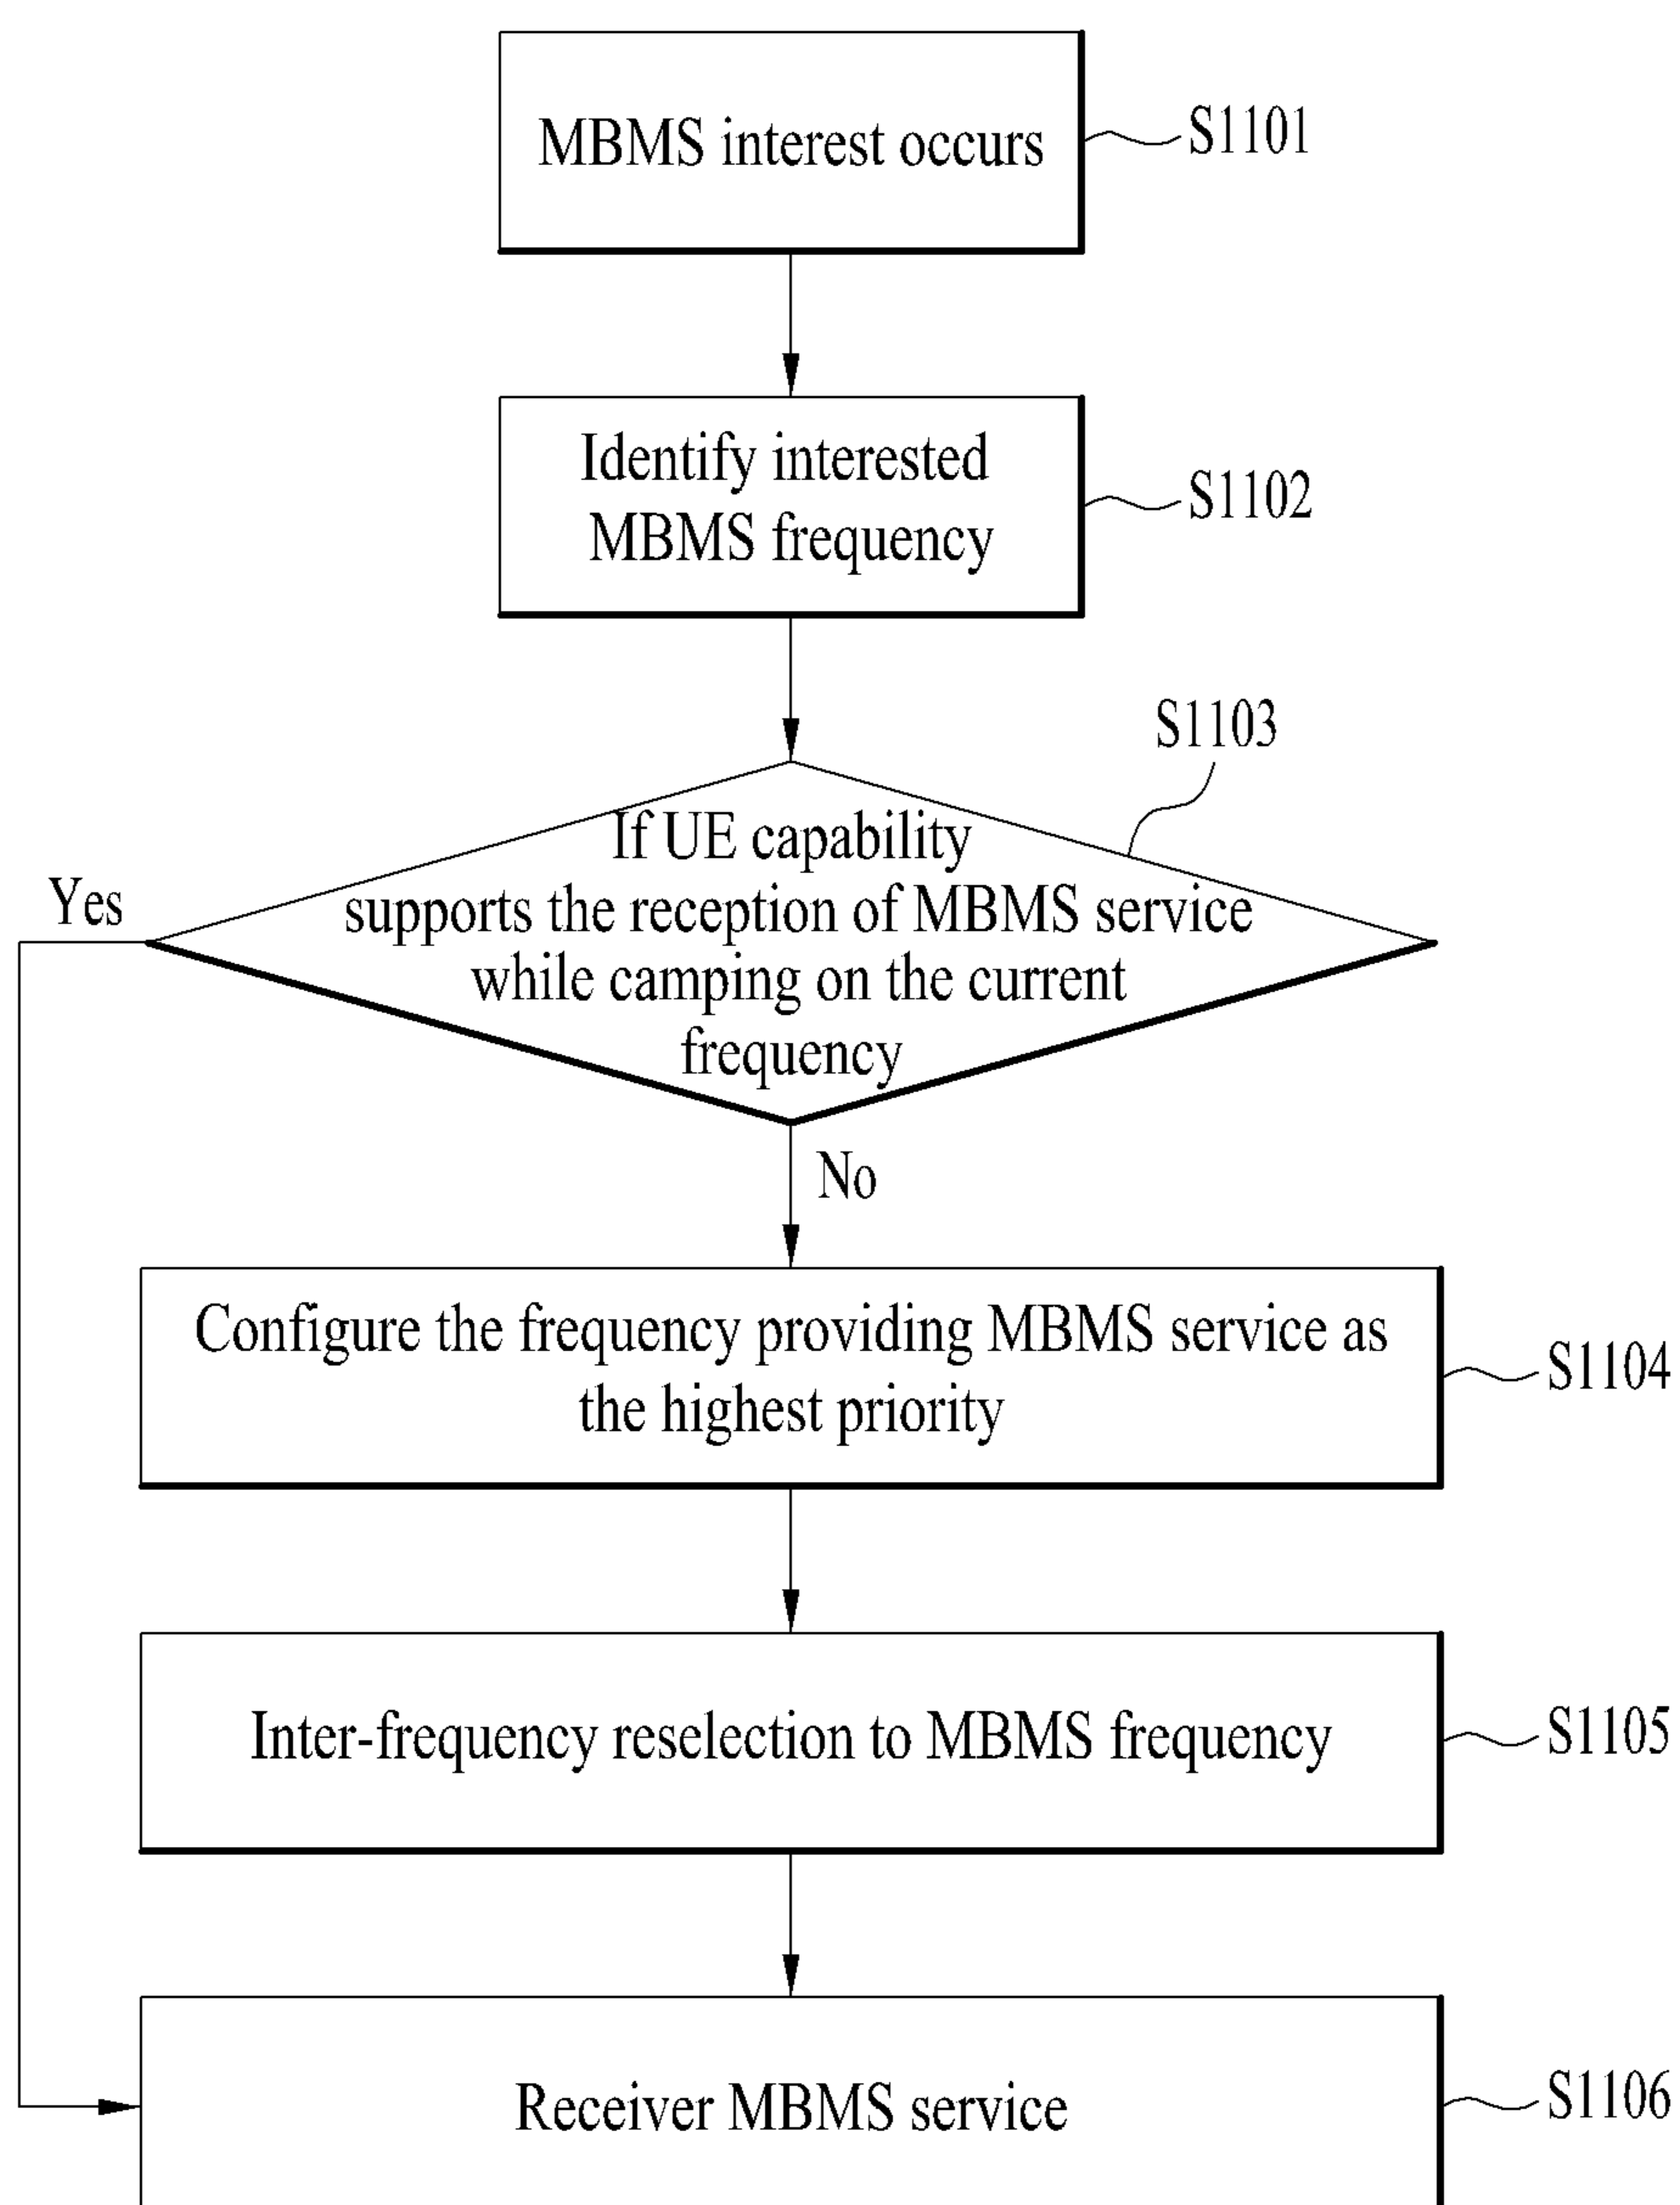 MBMS interest occurs
S1101
Identify interested
MBMS frequency
S1102
S1103
If UE capability
supports the reception of MBMS service
while camping on the current
frequency
Yes
No
Configure the frequency providing MBMS service as
the highest priority
S1104
Inter-frequency reselection to MBMS frequency
S1105
Receiver MBMS service
S1106